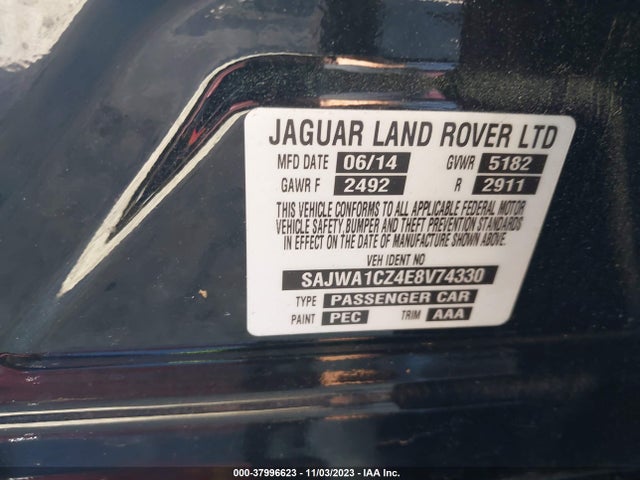 JAGUAR LAND ROVER LTD
MFD DATE 06/14 GVWR 5182
GAWR F 2492 R 2911
THIS VEHICLE CONFORMS TO ALL APPLICABLE FEDERAL MOTOR
VEHICLE SAFETY, BUMPER AND THEFT PREVENTION STANDARDS
IN EFFECT ON THE DATE OF MANUFACTURE SHOWN ABOVE.
VEH IDENT NO
SAJWA1CZ4E8V74330
TYPE PASSENGER CAR
PAINT PEC TRIM AAA
000-37996623 - 11/03/2023 - IAA Inc.